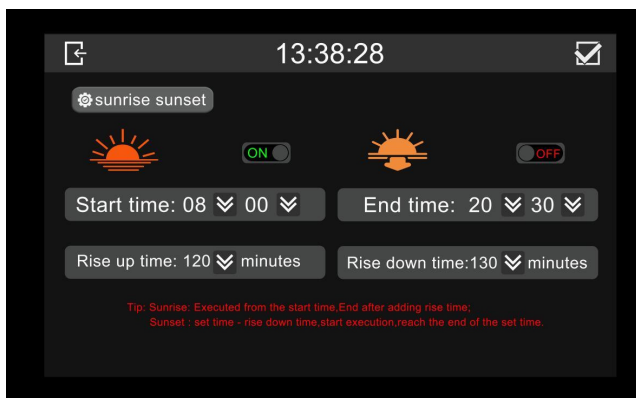 13:38:28
sunrise sunset
ON
OFF
Start time: 08 00
End time: 20 30
Rise up time: 120 minutes
Rise down time:130 minutes
Tip: Sunrise: Executed from the start time,End after adding rise time;
Sunset : set time - rise down time,start execution,reach the end of the set time.